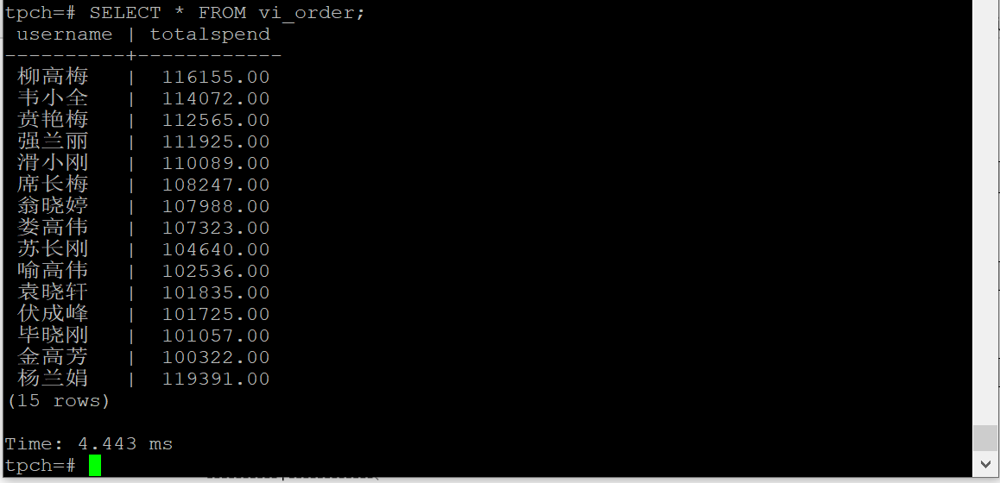 tpch=# SELECT * FROM vi_order;
 username | totalspend
----------+------------
 柳高梅   |  116155.00
 韦小全   |  114072.00
 贲艳梅   |  112565.00
 强兰丽   |  111925.00
 滑小刚   |  110089.00
 席长梅   |  108247.00
 翁晓婷   |  107988.00
 娄高伟   |  107323.00
 苏长刚   |  104640.00
 喻高伟   |  102536.00
 袁晓轩   |  101835.00
 伏成峰   |  101725.00
 毕晓刚   |  101057.00
 金高芳   |  100322.00
 杨兰娟   |  119391.00
(15 rows)

Time: 4.443 ms
tpch=#